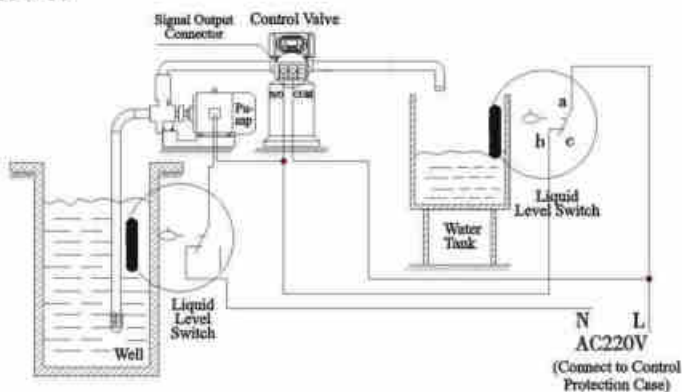 Signal Output
Connector
Control Valve
Pu-
mp
N/O COM
a
b c
Liquid
Level Switch
Water
Tank
Liquid
Level
Switch
Well
N L
AC220V
(Connect to Control
Protection Case)